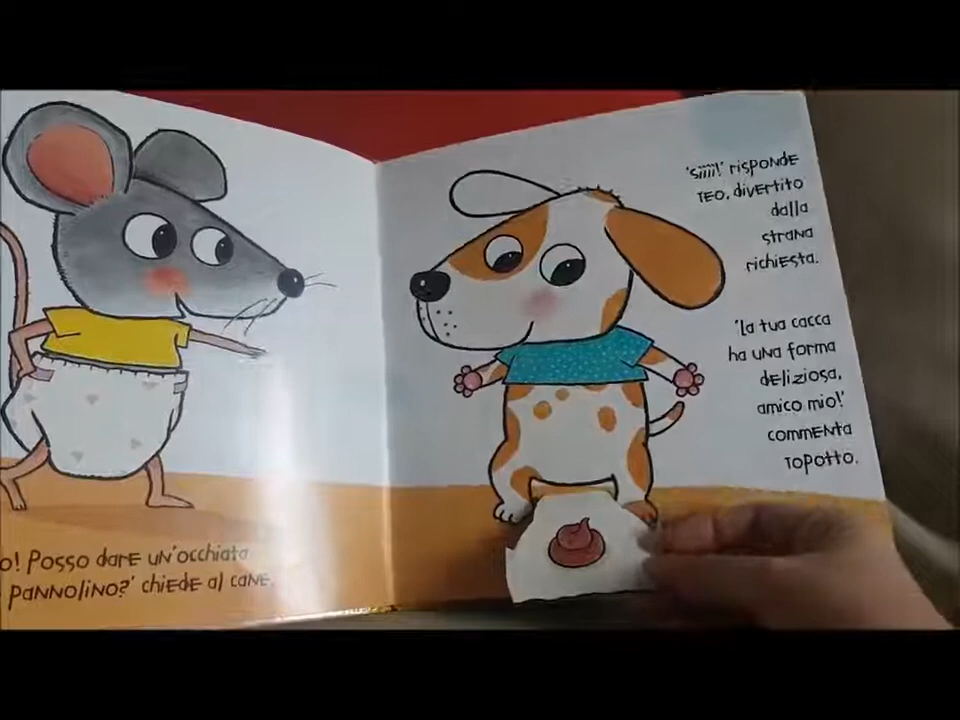 o! Posso dare un'occhiata
pannolino?' chiede al cane.
'Siiii!' risponde
Teo, divertito
dalla
strana
richiesta.
'La tua cacca
ha una forma
deliziosa,
amico mio!'
commenta
Topotto.